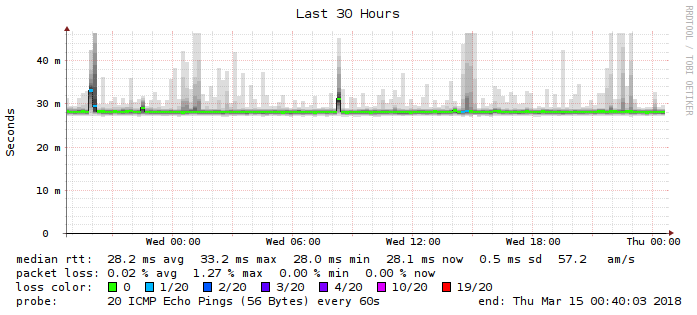 Last 30 Hours
RRDTOOL / TOBI OETIKER
Seconds
40 m
30 m
20 m
10 m
0
Wed 00:00 Wed 06:00 Wed 12:00 Wed 18:00 Thu 00:00
median rtt: 28.2 ms avg 33.2 ms max 28.0 ms min 28.1 ms now 0.5 ms sd 57.2 am/s
packet loss: 0.02 % avg 1.27 % max 0.00 % min 0.00 % now
loss color: 0 1/20 2/20 3/20 4/20 10/20 19/20
probe: 20 ICMP Echo Pings (56 Bytes) every 60s end: Thu Mar 15 00:40:03 2018